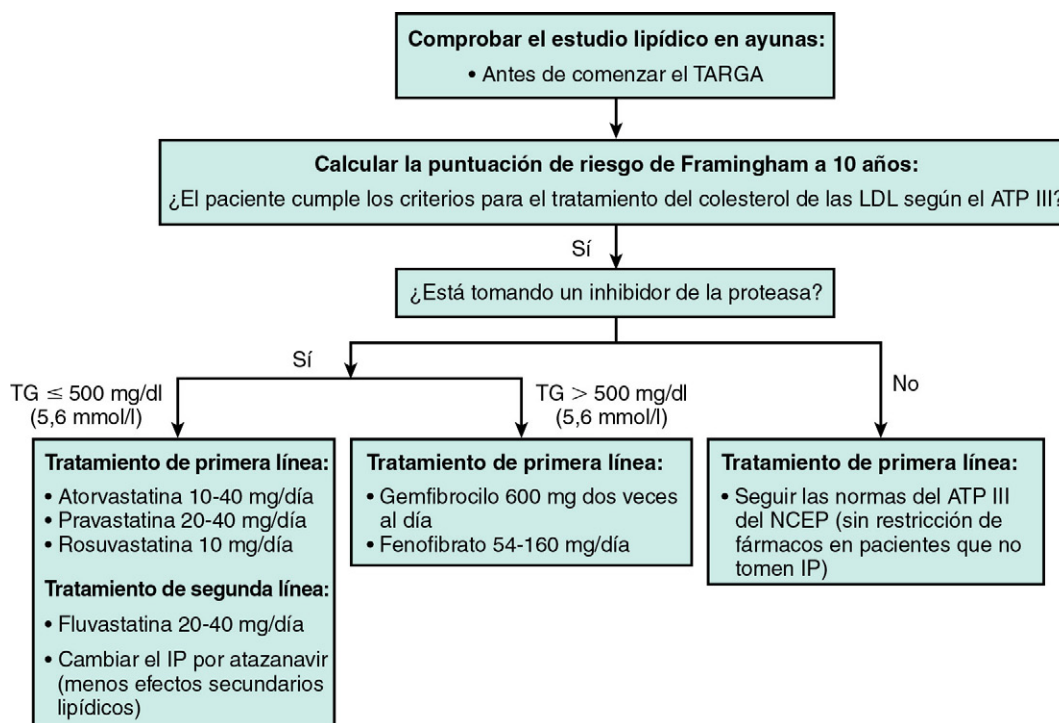 Comprobar el estudio lipídico en ayunas:
• Antes de comenzar el TARGA
Calcular la puntuación de riesgo de Framingham a 10 años:
¿El paciente cumple los criterios para el tratamiento del colesterol de las LDL según el ATP III?
Sí
¿Está tomando un inhibidor de la proteasa?
Sí
No
TG ≤ 500 mg/dl
(5,6 mmol/l)
TG > 500 mg/dl
(5,6 mmol/l)
Tratamiento de primera línea:
• Atorvastatina 10-40 mg/día
• Pravastatina 20-40 mg/día
• Rosuvastatina 10 mg/día
Tratamiento de segunda línea:
• Fluvastatina 20-40 mg/día
• Cambiar el IP por atazanavir
(menos efectos secundarios
lipídicos)
Tratamiento de primera línea:
• Gemfibrocilo 600 mg dos veces
al día
• Fenofibrato 54-160 mg/día
Tratamiento de primera línea:
• Seguir las normas del ATP III
del NCEP (sin restricción de
fármacos en pacientes que no
tomen IP)